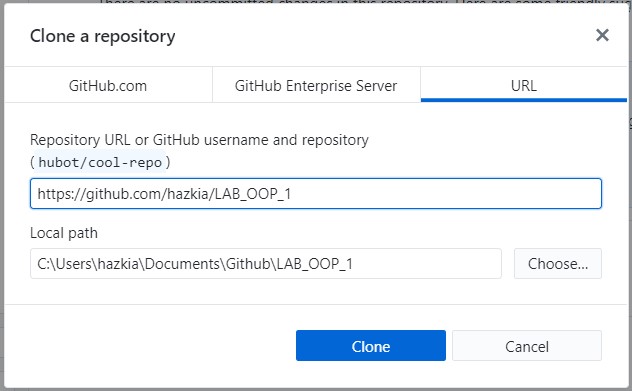 There are no uncommitted changes in this repository. Here are some friendly sug
Clone a repository
GitHub.com
GitHub Enterprise Server
URL
Repository URL or GitHub username and repository
(hubot/cool-repo)
https://github.com/hazkia/LAB_OOP_1
Local path
C:\Users\hazkia\Documents\Github\LAB_OOP_1
Choose...
Clone
Cancel